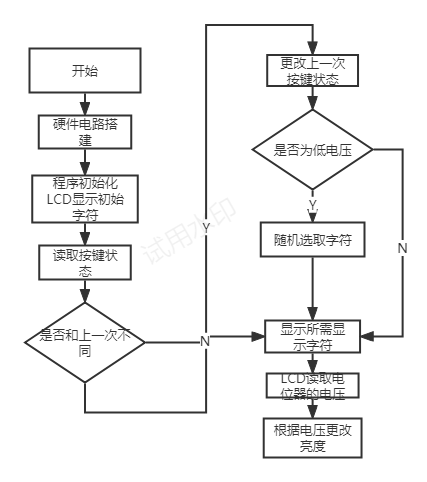 开始
硬件电路搭
建
程序初始化
LCD显示初始
字符
读取按键状
态
是否和上一次不
同
Y
N
更改上一次
按键状态
是否为低电压
Y
N
随机选取字符
显示所需显
示字符
LCD读取电
位器的电压
根据电压更改
亮度
试用水印